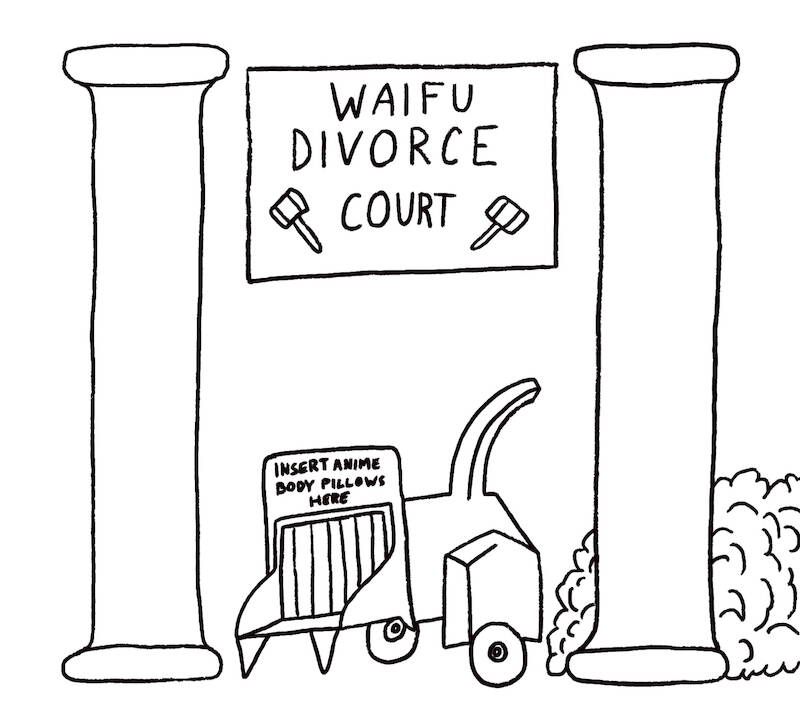 WAIFU
DIVORCE
COURT
INSERT ANIME
BODY PILLOWS
HERE